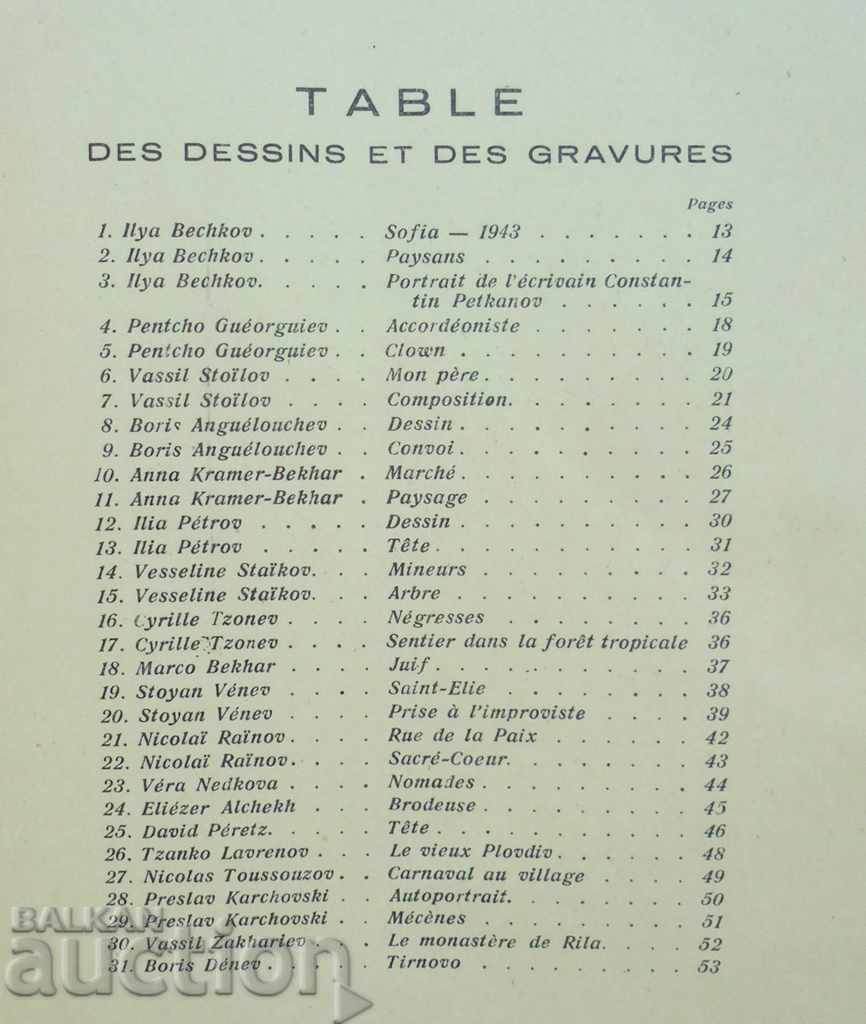 TABLE
DES DESSINS ET DES GRAVURES
Pages
1. Ilya Bechkov . . . . . Sofia — 1943 . . . . . . . 13
2. Ilya Bechkov . . . . . Paysans . . . . . . . . . 14
3. Ilya Bechkov. . . . . Portrait de l'écrivain Constan-
tin Petkanov . . . . . . 15
4. Pentcho Guéorguiev . . Accordéoniste . . . . . . . 18
5. Pentcho Guéorguiev . . Clown . . . . . . . . . . 19
6. Vassil Stoïlov . . . . Mon père. . . . . . . . . 20
7. Vassil Stoïlov . . . . Composition. . . . . . . . 21
8. Boris Anguélouchev . . Dessin. . . . . . . . . . 24
9. Boris Anguélouchev . . Convoi. . . . . . . . . . 25
10. Anna Kramer-Bekhar . Marché. . . . . . . . . . 26
11. Anna Kramer-Bekhar . Paysage . . . . . . . . . 27
12. Ilia Pétrov . . . . . Dessin . . . . . . . . . . 30
13. Ilia Pétrov . . . . . Tête. . . . . . . . . . . 31
14. Vesseline Staïkov. . . Mineurs . . . . . . . . . 32
15. Vesseline Staïkov. . . Arbre . . . . . . . . . . 33
16. Cyrille Tzonev . . . . Négresses . . . . . . . . 36
17. Cyrille Tzonev . . . . Sentier dans la forêt tropicale 36
18. Marco Bekhar . . . . Juif. . . . . . . . . . . 37
19. Stoyan Vénev . . . . Saint-Elie . . . . . . . . 38
20. Stoyan Vénev . . . . Prise à l'improviste . . . . 39
21. Nicolaï Raïnov. . . . Rue de la Paix . . . . . . 42
22. Nicolaï Raïnov. . . . Sacré-Coeur. . . . . . . . 43
23. Véra Nedkova . . . . Nomades. . . . . . . . . 44
24. Eliézer Alchekh . . . Brodeuse. . . . . . . . . 45
25. David Péretz. . . . . Tête . . . . . . . . . . . 46
26. Tzanko Lavrenov . . . Le vieux Plovdiv. . . . . . 48
27. Nicolas Toussouzov. . Carnaval au village . . . . 49
28. Preslav Karchovski . . Autoportrait. . . . . . . . 50
29. Preslav Karchovski . . Mécènes . . . . . . . . . 51
30. Vassil Zakhariev. . . Le monastère de Rila. . . . 52
31. Boris Dénev. . . . . Tirnovo . . . . . . . . . 53
BALKAN
auction